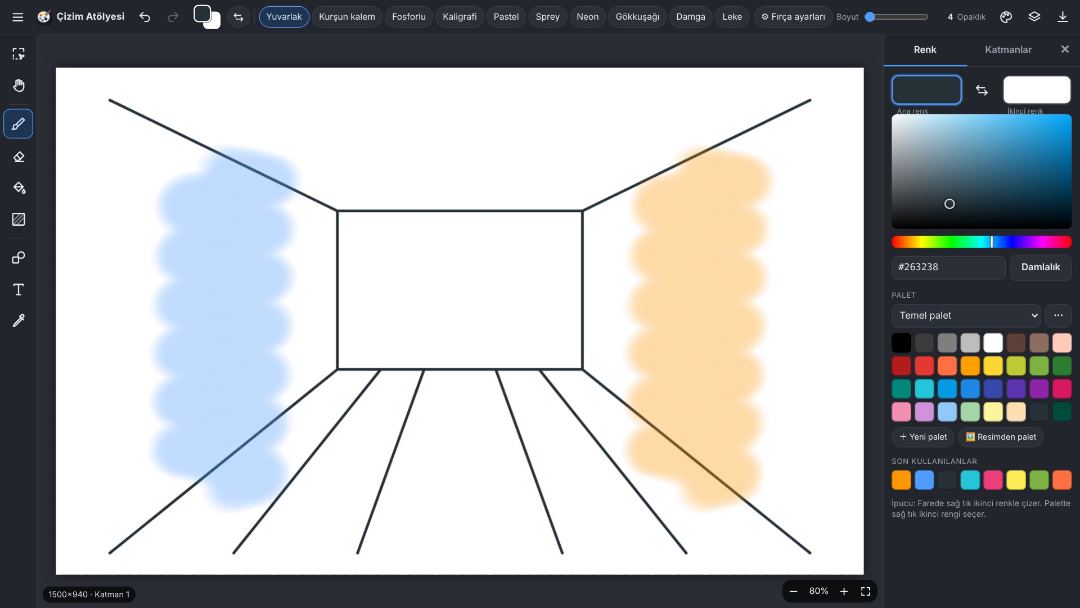 Çizim Atölyesi
Yuvarlak
Kurşun kalem
Fosforlu
Kaligrafi
Pastel
Sprey
Neon
Gökkuşağı
Damga
Leke
Fırça ayarları
Boyut
4
Opaklık
Renk
Katmanlar
Ana renk
İkinci renk
#263238
Damlalık
PALET
Temel palet
+ Yeni palet
Resimden palet
SON KULLANILANLAR
İpucu: Farede sağ tık ikinci renkle çizer. Palette
sağ tık ikinci rengi seçer.
1500×940 · Katman 1
80%